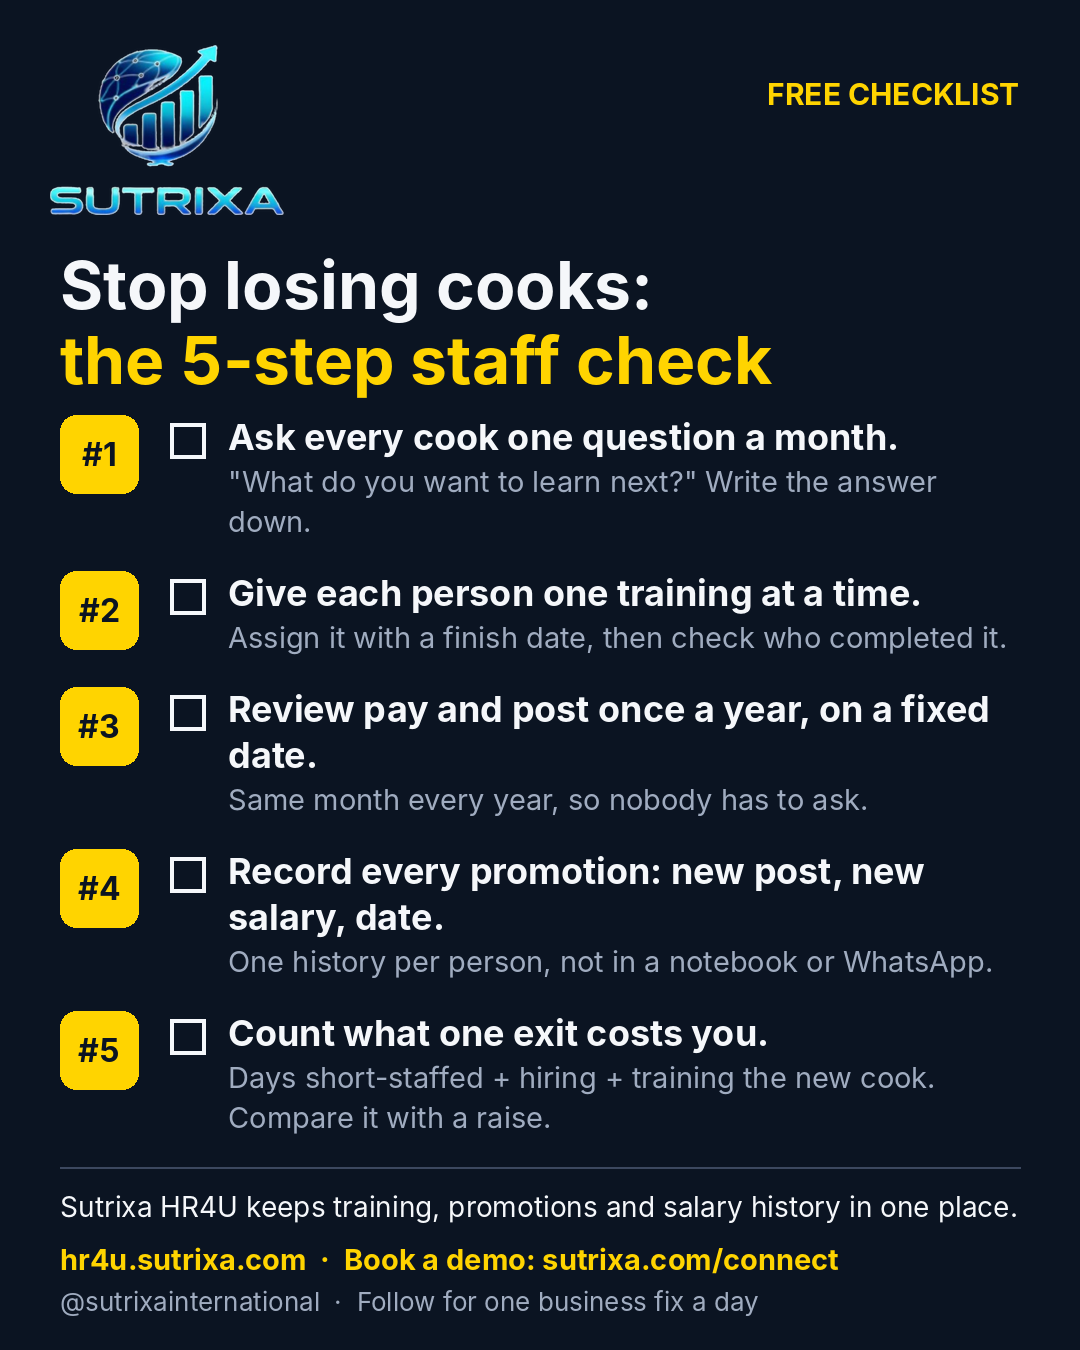 SUTRIXA
FREE CHECKLIST
Stop losing cooks:
the 5-step staff check
#1
Ask every cook one question a month.
"What do you want to learn next?" Write the answer
down.
#2
Give each person one training at a time.
Assign it with a finish date, then check who completed it.
#3
Review pay and post once a year, on a fixed
date.
Same month every year, so nobody has to ask.
#4
Record every promotion: new post, new
salary, date.
One history per person, not in a notebook or WhatsApp.
#5
Count what one exit costs you.
Days short-staffed + hiring + training the new cook.
Compare it with a raise.
Sutrixa HR4U keeps training, promotions and salary history in one place.
hr4u.sutrixa.com · Book a demo: sutrixa.com/connect
@sutrixainternational · Follow for one business fix a day